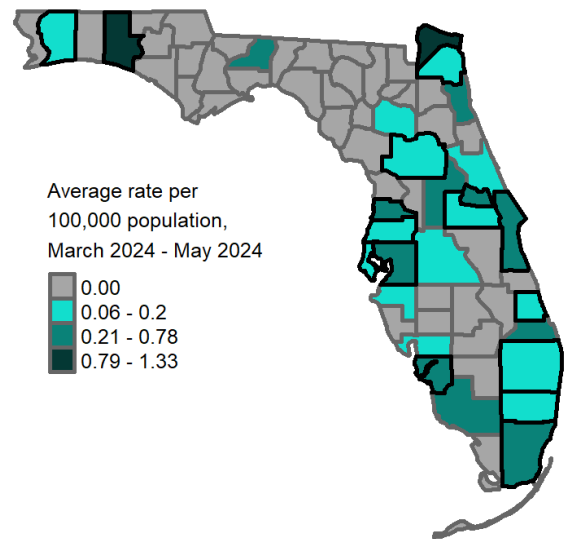 Average rate per
100,000 population,
March 2024 - May 2024
0.00
0.06 - 0.2
0.21 - 0.78
0.79 - 1.33